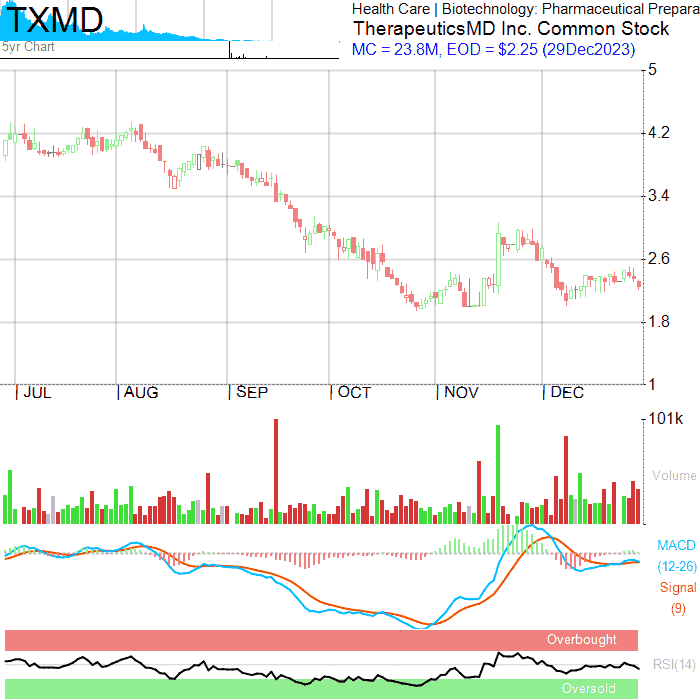 TXMD
5yr Chart
Health Care | Biotechnology: Pharmaceutical Prepara
TherapeuticsMD Inc. Common Stock
MC = 23.8M, EOD = $2.25 (29Dec2023)
5
4.2
3.4
2.6
1.8
1
JUL AUG SEP OCT NOV DEC
101k
Volume
MACD
(12-26)
Signal
(9)
Overbought
RSI(14)
Oversold